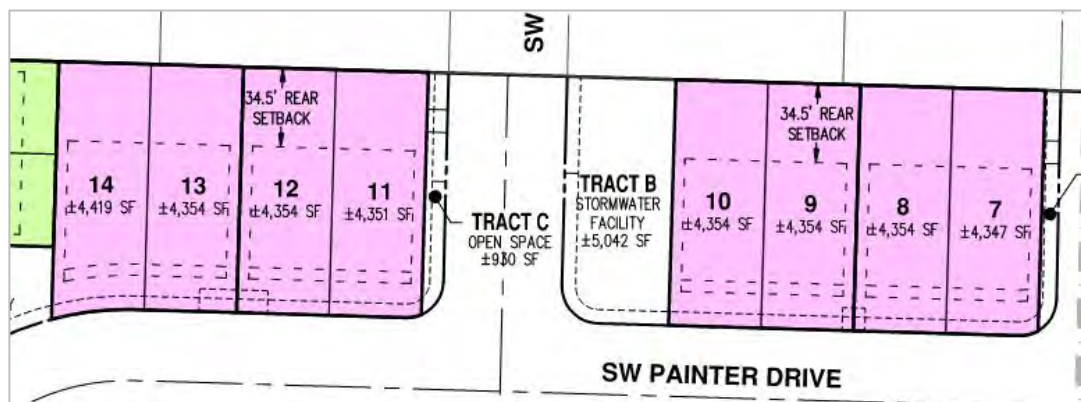 SW
34.5' REAR
SETBACK
34.5' REAR
SETBACK
14
±4,419 SF
13
±4,354 SF
12
±4,354 SF
11
±4,351 SF
TRACT C
OPEN SPACE
±930 SF
TRACT B
STORMWATER
FACILITY
±5,042 SF
10
±4,354 SF
9
±4,354 SF
8
±4,354 SF
7
±4,347 SF
SW PAINTER DRIVE